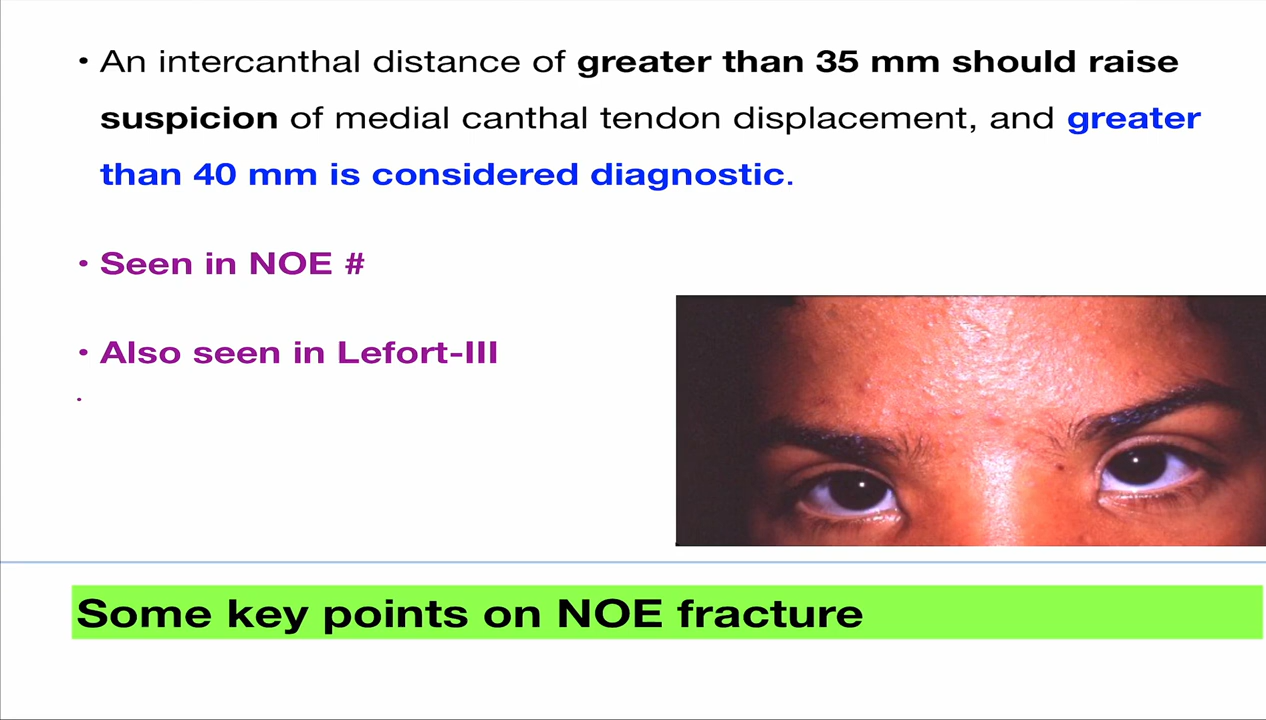 • An intercanthal distance of greater than 35 mm should raise
suspicion of medial canthal tendon displacement, and greater
than 40 mm is considered diagnostic.
• Seen in NOE #
• Also seen in Lefort-III
•
Some key points on NOE fracture